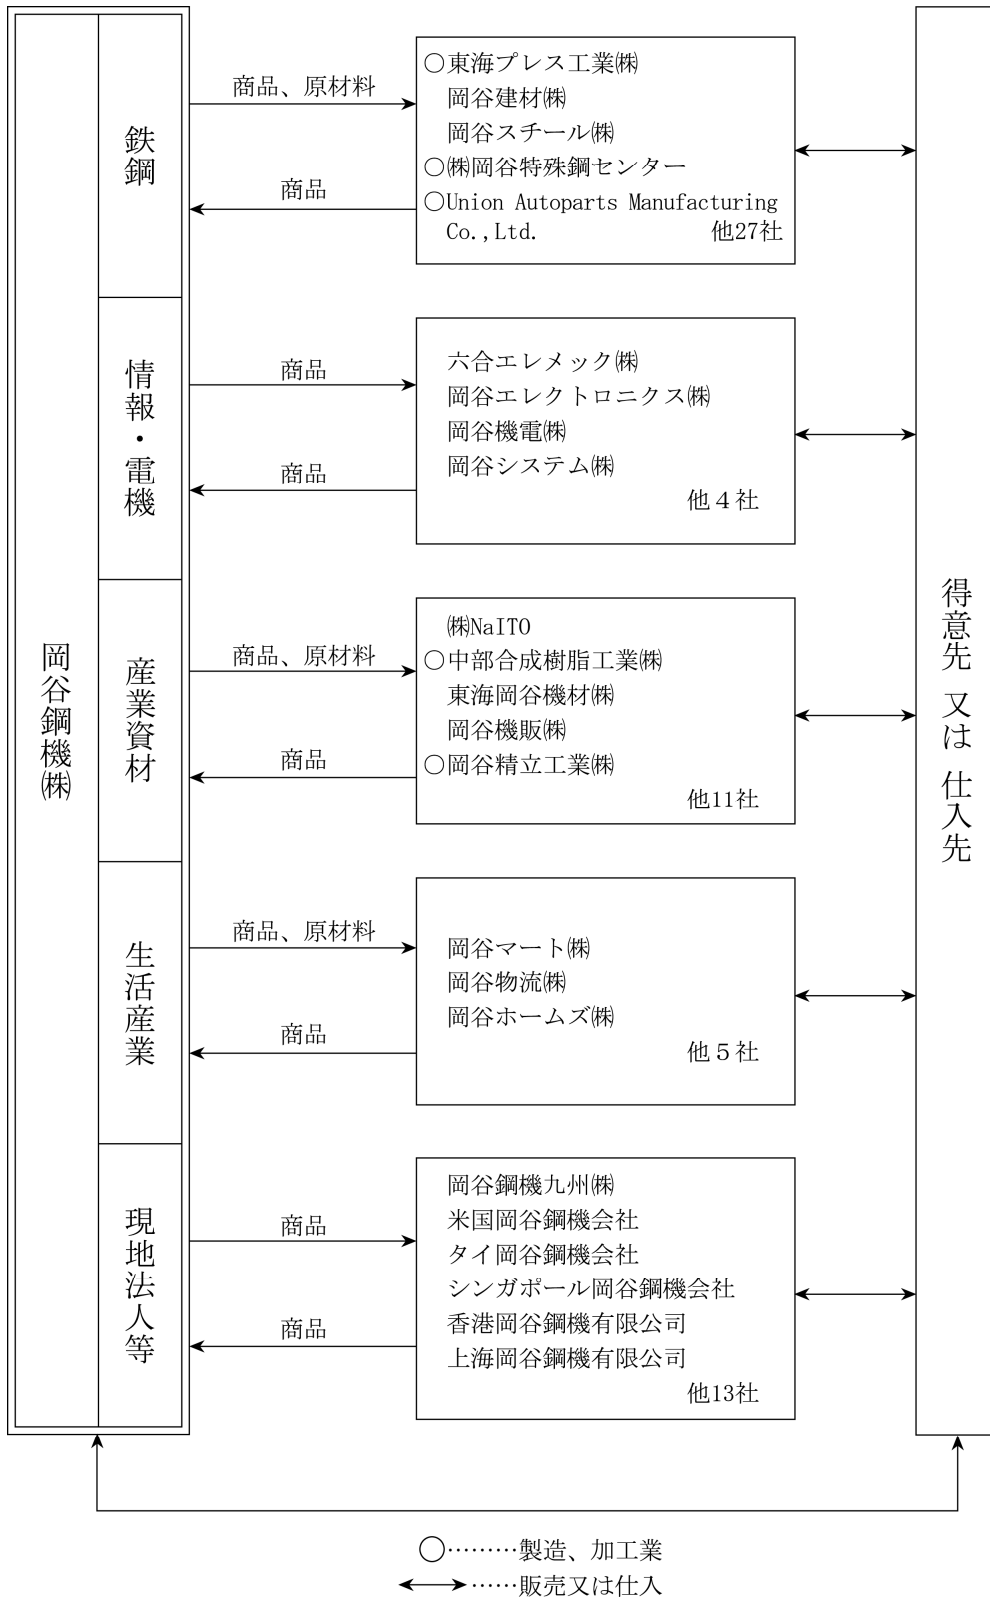 岡谷鋼機㈱
鉄鋼
商品、原材料
商品
○東海プレス工業㈱
岡谷建材㈱
岡谷スチール㈱
○㈱岡谷特殊鋼センター
○Union Autoparts Manufacturing
Co.,Ltd. 他27社
情報・電機
商品
商品
六合エレメック㈱
岡谷エレクトロニクス㈱
岡谷機電㈱
岡谷システム㈱
他４社
産業資材
商品、原材料
商品
㈱NaITO
○中部合成樹脂工業㈱
東海岡谷機材㈱
岡谷機販㈱
○岡谷精立工業㈱
他11社
生活産業
商品、原材料
商品
岡谷マート㈱
岡谷物流㈱
岡谷ホームズ㈱
他５社
現地法人等
商品
商品
岡谷鋼機九州㈱
米国岡谷鋼機会社
タイ岡谷鋼機会社
シンガポール岡谷鋼機会社
香港岡谷鋼機有限公司
上海岡谷鋼機有限公司
他13社
得意先 又は 仕入先
○………製造、加工業
←→……販売又は仕入